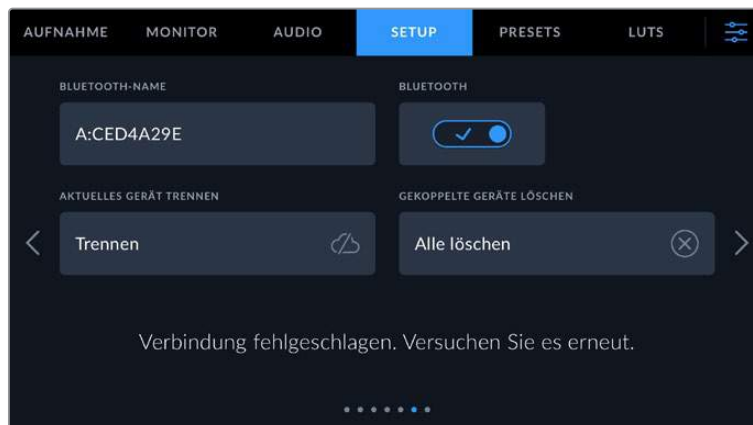 AUFNAHME MONITOR AUDIO SETUP PRESETS LUTS
BLUETOOTH-NAME BLUETOOTH
A:CED4A29E
AKTUELLES GERÄT TRENNEN GEKOPPELTE GERÄTE LÖSCHEN
Trennen Alle löschen
Verbindung fehlgeschlagen. Versuchen Sie es erneut.